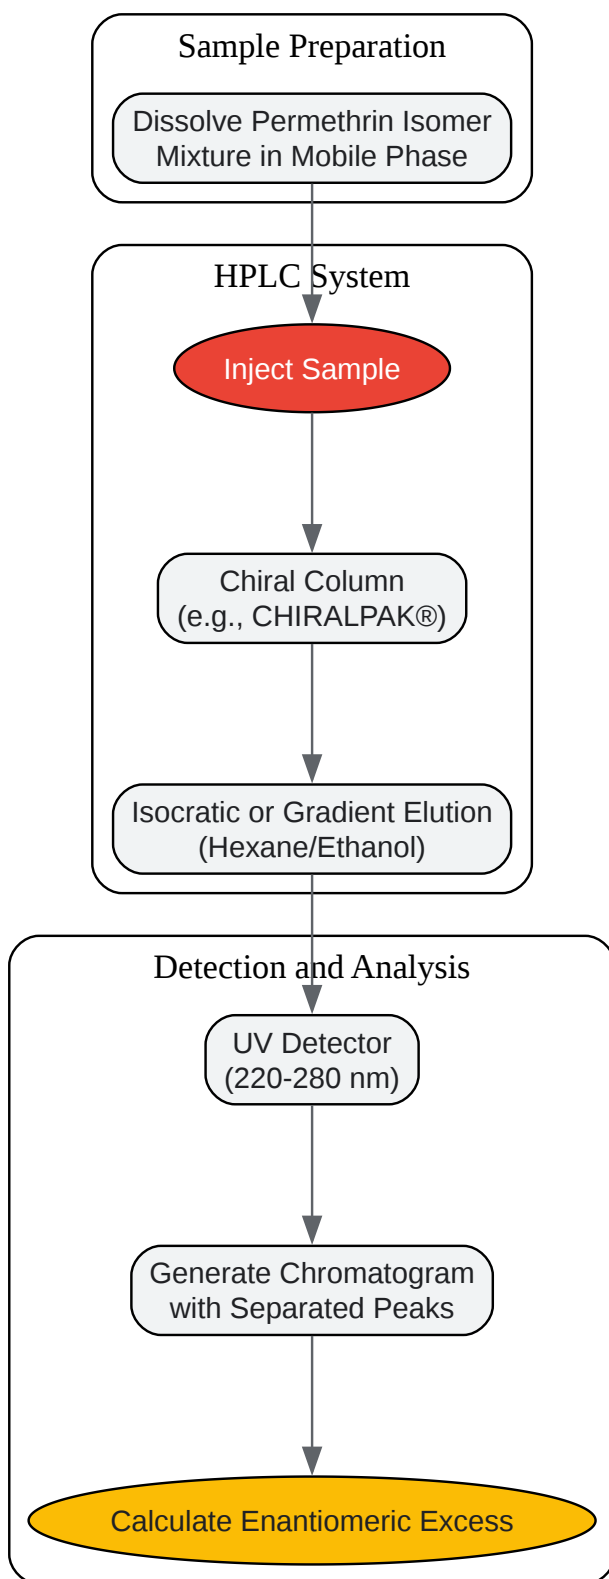 Sample Preparation
Dissolve Permethrin Isomer
Mixture in Mobile Phase
HPLC System
Inject Sample
Chiral Column
(e.g., CHIRALPAK®)
Isocratic or Gradient Elution
(Hexane/Ethanol)
Detection and Analysis
UV Detector
(220-280 nm)
Generate Chromatogram
with Separated Peaks
Calculate Enantiomeric Excess